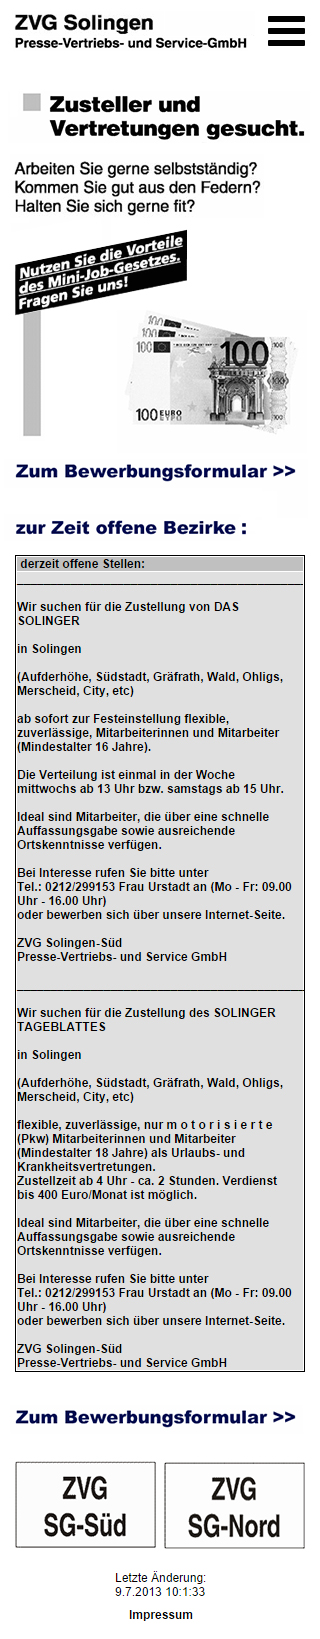 ZVG Solingen
Presse-Vertriebs- und Service-GmbH
Zusteller und
Vertretungen gesucht.
Arbeiten Sie gerne selbstständig?
Kommen Sie gut aus den Federn?
Halten Sie sich gerne fit?
Nutzen Sie die Vorteile
des Mini-Job-Gesetzes.
Fragen Sie uns!
100
100
100
100 EURO
Zum Bewerbungsformular >>
zur Zeit offene Bezirke :
derzeit offene Stellen:
Wir suchen für die Zustellung von DAS
SOLINGER
in Solingen
(Aufderhöhe, Südstadt, Gräfrath, Wald, Ohligs,
Merscheid, City, etc)
ab sofort zur Festeinstellung flexible,
zuverlässige, Mitarbeiterinnen und Mitarbeiter
(Mindestalter 16 Jahre).
Die Verteilung ist einmal in der Woche
mittwochs ab 13 Uhr bzw. samstags ab 15 Uhr.
Ideal sind Mitarbeiter, die über eine schnelle
Auffassungsgabe sowie ausreichende
Ortskenntnisse verfügen.
Bei Interesse rufen Sie bitte unter
Tel.: 0212/299153 Frau Urstadt an (Mo - Fr: 09.00
Uhr - 16.00 Uhr)
oder bewerben sich über unsere Internet-Seite.
ZVG Solingen-Süd
Presse-Vertriebs- und Service GmbH
Wir suchen für die Zustellung des SOLINGER
TAGEBLATTES
in Solingen
(Aufderhöhe, Südstadt, Gräfrath, Wald, Ohligs,
Merscheid, City, etc)
flexible, zuverlässige, nur m o t o r i s i e r t e
(Pkw) Mitarbeiterinnen und Mitarbeiter
(Mindestalter 18 Jahre) als Urlaubs- und
Krankheitsvertretungen.
Zustellzeit ab 4 Uhr - ca. 2 Stunden. Verdienst
bis 400 Euro/Monat ist möglich.
Ideal sind Mitarbeiter, die über eine schnelle
Auffassungsgabe sowie ausreichende
Ortskenntnisse verfügen.
Bei Interesse rufen Sie bitte unter
Tel.: 0212/299153 Frau Urstadt an (Mo - Fr: 09.00
Uhr - 16.00 Uhr)
oder bewerben sich über unsere Internet-Seite.
ZVG Solingen-Süd
Presse-Vertriebs- und Service GmbH
Zum Bewerbungsformular >>
ZVG
SG-Süd
ZVG
SG-Nord
Letzte Änderung:
9.7.2013 10:1:33
Impressum